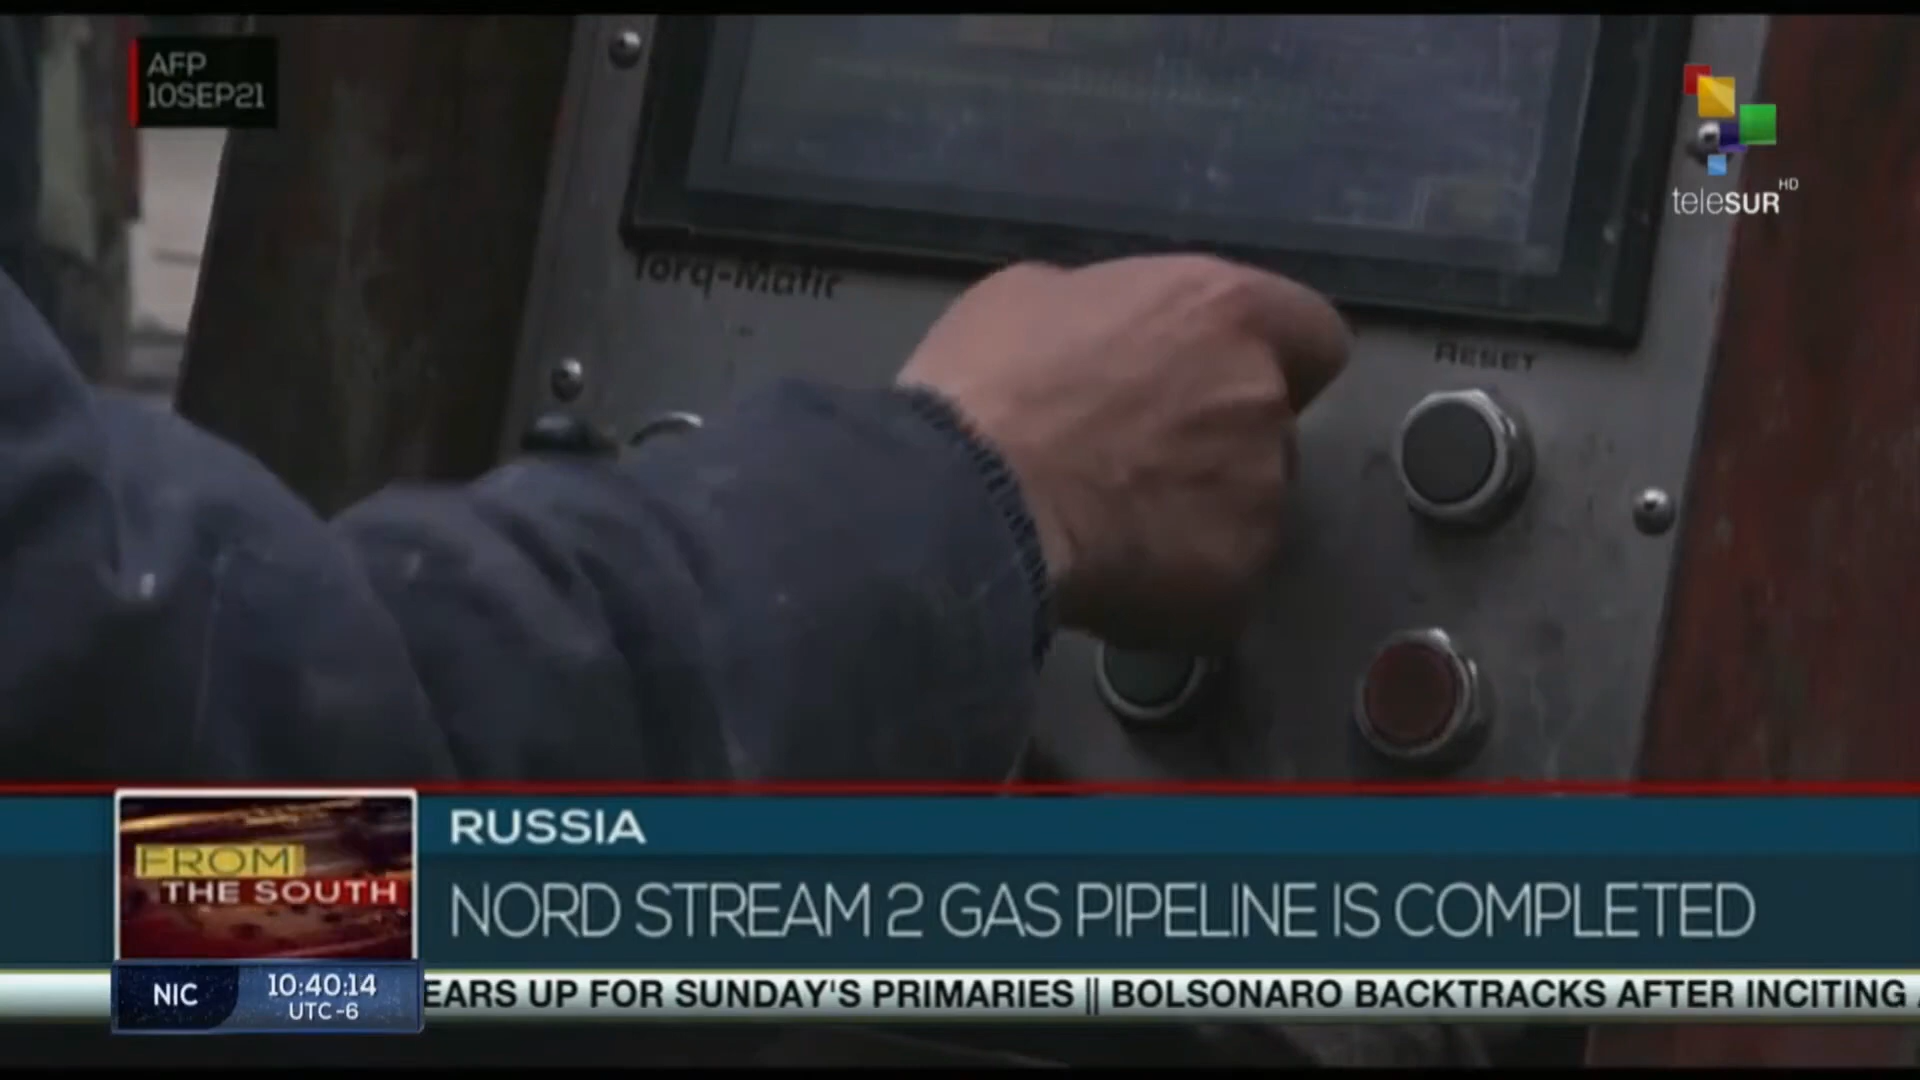 AFP
10SEP21
teleSUR HD
Torq-Matic
RESET
RUSSIA
FROM
THE SOUTH
NORD STREAM 2 GAS PIPELINE IS COMPLETED
NIC
10:40:14
UTC-6
EARS UP FOR SUNDAY'S PRIMARIES || BOLSONARO BACKTRACKS AFTER INCITING